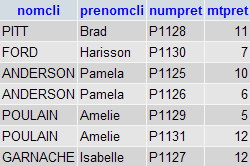 nomcli prenomcli numpret mtpret
PITT Brad P1128 11
FORD Harisson P1130 7
ANDERSON Pamela P1125 10
ANDERSON Pamela P1126 6
POULAIN Amelie P1129 5
POULAIN Amelie P1131 12
GARNACHE Isabelle P1127 12